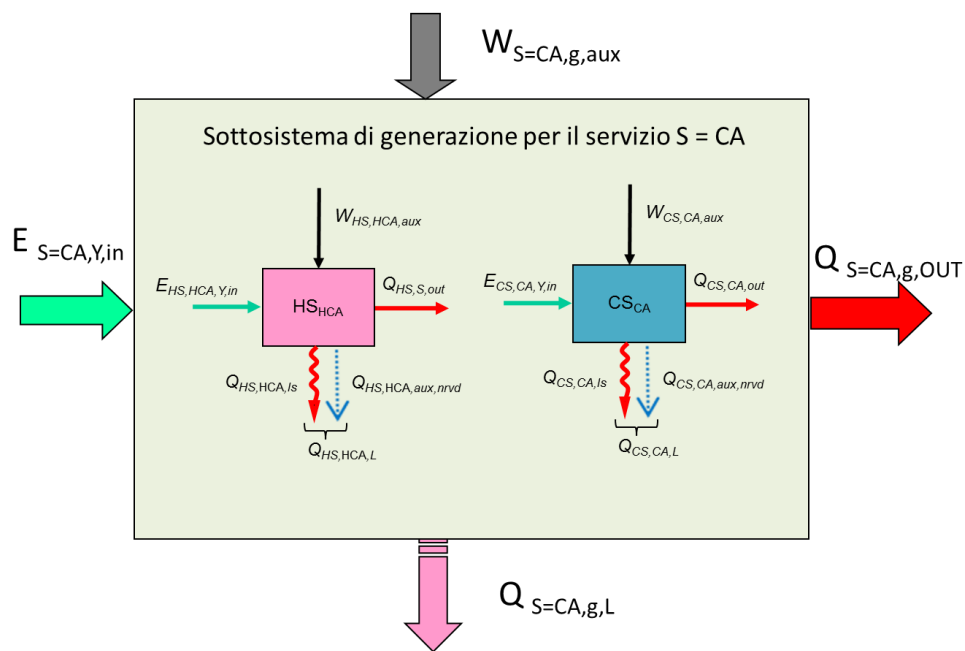 W S=CA,g,aux
Sottosistema di generazione per il servizio S = CA
W HS,HCA,aux
W CS,CA,aux
E S=CA,Y,in
E HS,HCA,Y,in
HS HCA
Q HS,S,out
E CS,CA,Y,in
CS CA
Q CS,CA,out
Q S=CA,g,OUT
Q HS,HCA,ls
Q HS,HCA,aux,nrvd
Q CS,CA,ls
Q CS,CA,aux,nrvd
Q HS,HCA,L
Q CS,CA,L
Q S=CA,g,L